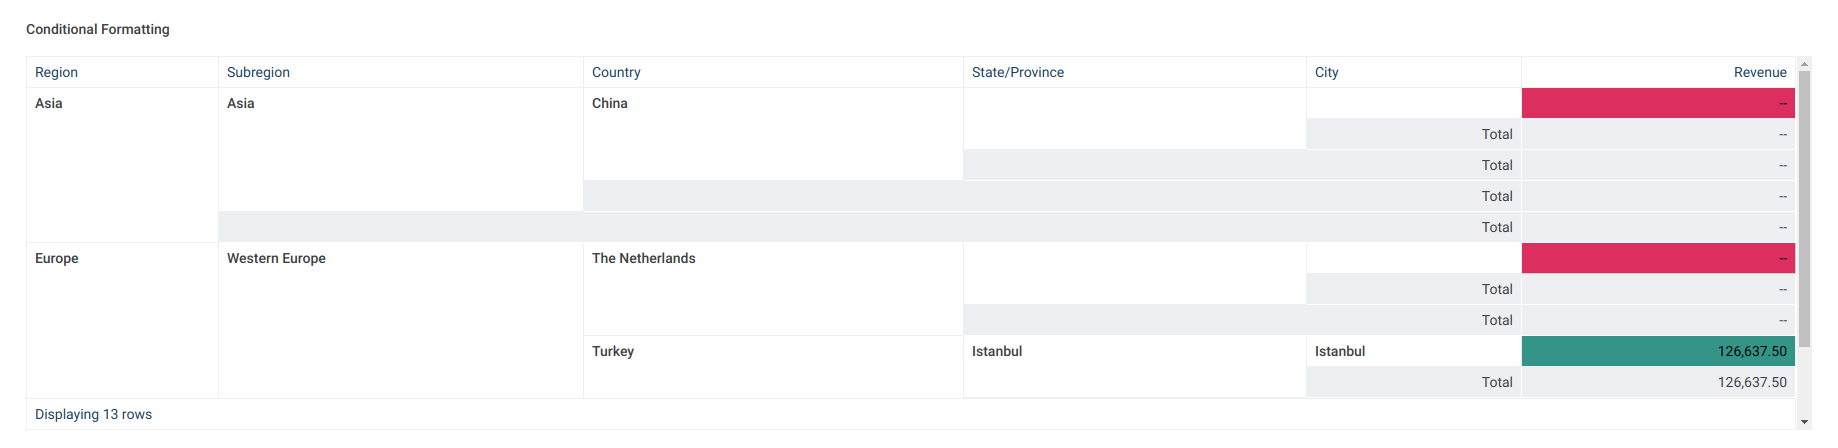 Conditional Formatting
Region Subregion Country State/Province City Revenue
Asia Asia China --
Total --
Total --
Total --
Total --
Europe Western Europe The Netherlands --
Total --
Total --
Turkey Istanbul Istanbul 126,637.50
Total 126,637.50
Displaying 13 rows